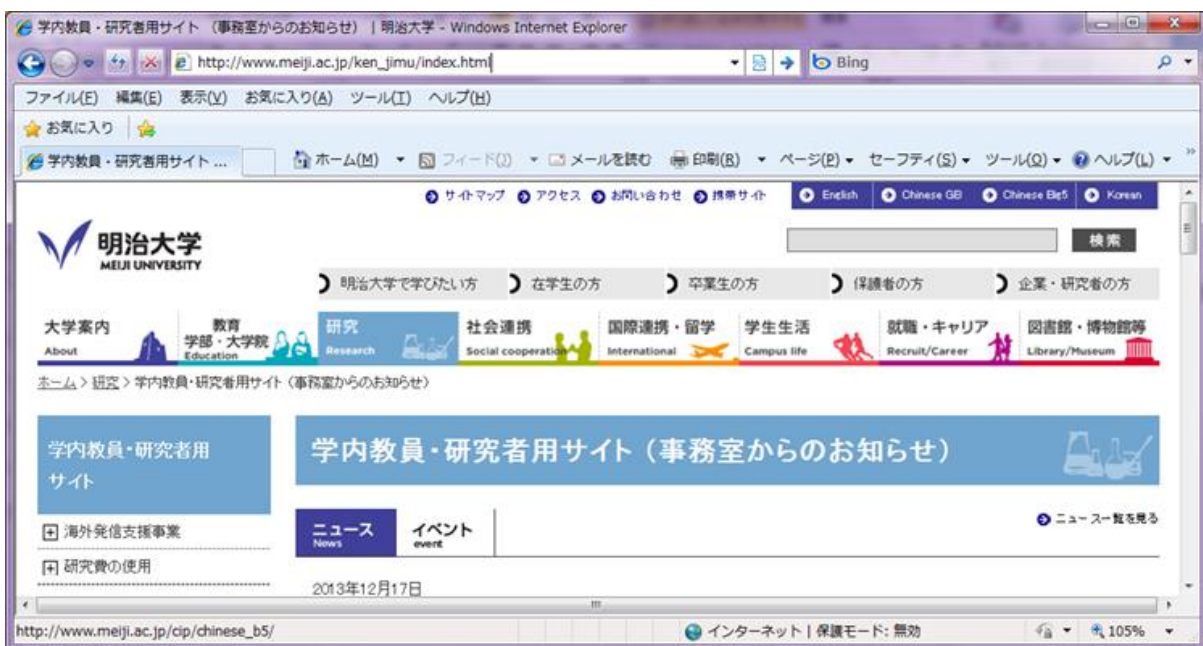 学内教員・研究者用サイト （事務室からのお知らせ） | 明治大学 - Windows Internet Explorer
http://www.meiji.ac.jp/ken_jimu/index.html
Bing
ファイル(F) 編集(E) 表示(V) お気に入り(A) ツール(T) ヘルプ(H)
お気に入り
学内教員・研究者用サイト ... ホーム(M) フィード(J) メールを読む 印刷(R) ページ(P) セーフティ(S) ツール(O) ヘルプ(L)
サイトマップ アクセス お問い合わせ 携帯サイト English Chinese GB Chinese Big5 Korean
明治大学
MEIJI UNIVERSITY
検索
明治大学で学びたい方 在学生の方 卒業生の方 保護者の方 企業・研究者の方
大学案内 教育 研究 社会連携 国際連携・留学 学生生活 就職・キャリア 図書館・博物館等
学部・大学院
About Education Research Social cooperation International Campus life Recruit/Career Library/Museum
ホーム > 研究 > 学内教員・研究者用サイト（事務室からのお知らせ）
学内教員・研究者用
サイト
学内教員・研究者用サイト（事務室からのお知らせ）
海外発信支援事業
研究費の使用
ニュース イベント
News event
ニュース一覧を見る
2013年12月17日
http://www.meiji.ac.jp/cip/chinese_b5/ インターネット | 保護モード: 無効 105%